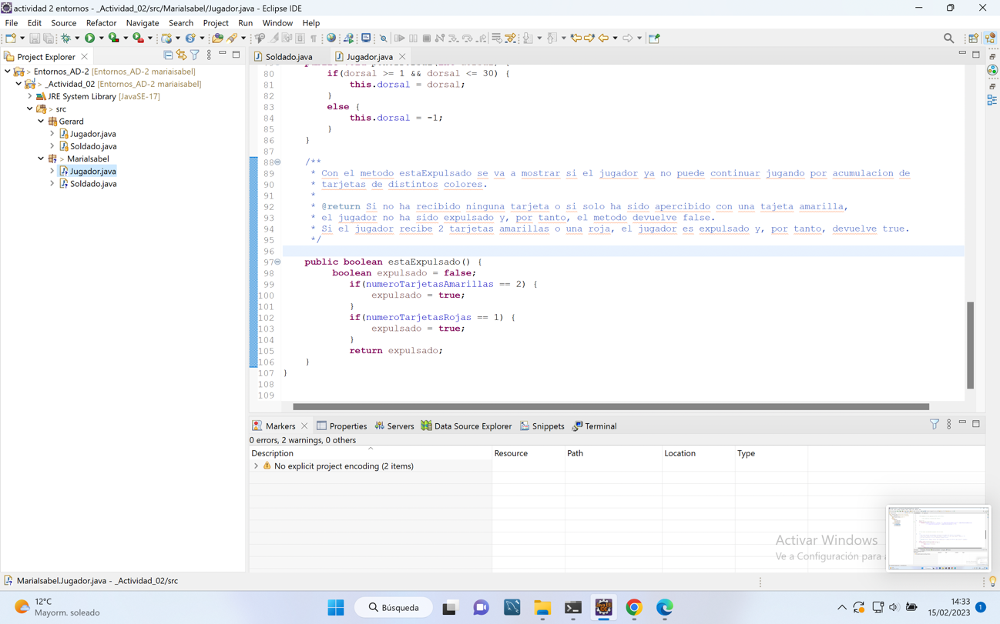 actividad 2 entornos - _Actividad_02/src/MariaIsabel/Jugador.java - Eclipse IDE
File Edit Source Refactor Navigate Search Project Run Window Help
Project Explorer
Soldado.java
Jugador.java
> Entornos_AD-2 [Entornos_AD-2 mariaisabel]
> _Actividad_02 [Entornos_AD-2 mariaisabel]
JRE System Library [JavaSE-17]
> src
Gerard
Jugador.java
Soldado.java
> MariaIsabel
Jugador.java
Soldado.java
80 if(dorsal >= 1 && dorsal <= 30) {
81 this.dorsal = dorsal;
82 }
83 else {
84 this.dorsal = -1;
85 }
86 }
87
88 /**
89 * Con el metodo estaExpulsado se va a mostrar si el jugador ya no puede continuar jugando por acumulacion de
90 * tarjetas de distintos colores.
91 *
92 * @return Si no ha recibido ninguna tarjeta o si solo ha sido apercibido con una tajeta amarilla,
93 * el jugador no ha sido expulsado y, por tanto, el metodo devuelve false.
94 * Si el jugador recibe 2 tarjetas amarillas o una roja, el jugador es expulsado y, por tanto, devuelve true.
95 */
96
97 public boolean estaExpulsado() {
98 boolean expulsado = false;
99 if(numeroTarjetasAmarillas == 2) {
100 expulsado = true;
101 }
102 if(numeroTarjetasRojas == 1) {
103 expulsado = true;
104 }
105 return expulsado;
106 }
107 }
108
109
Markers Properties Servers Data Source Explorer Snippets Terminal
0 errors, 2 warnings, 0 others
Description Resource Path Location Type
No explicit project encoding (2 items)
Activar Windows
Ve a Configuración para
MariaIsabel.Jugador.java - _Actividad_02/src
12°C
Mayorm. soleado
Búsqueda
14:33
15/02/2023
1